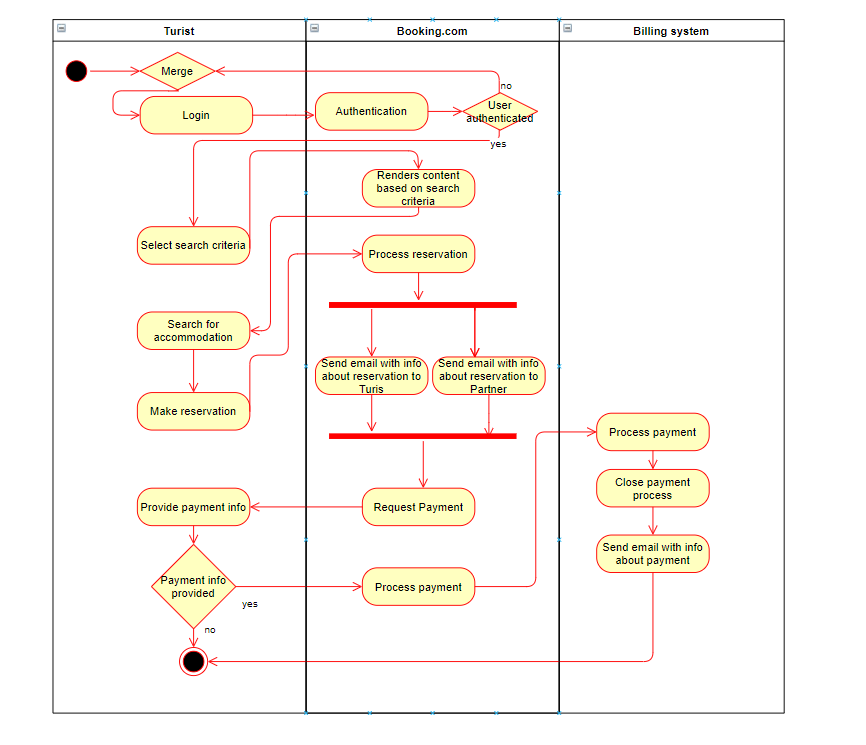 Turist
Booking.com
Billing system
Merge
no
Login
Authentication
User
authenticated
yes
Renders content
based on search
criteria
Select search criteria
Process reservation
Search for
accommodation
Send email with info
about reservation to
Turis
Send email with info
about reservation to
Partner
Make reservation
Process payment
Close payment
process
Provide payment info
Request Payment
Send email with info
about payment
Payment info
provided
Process payment
yes
no